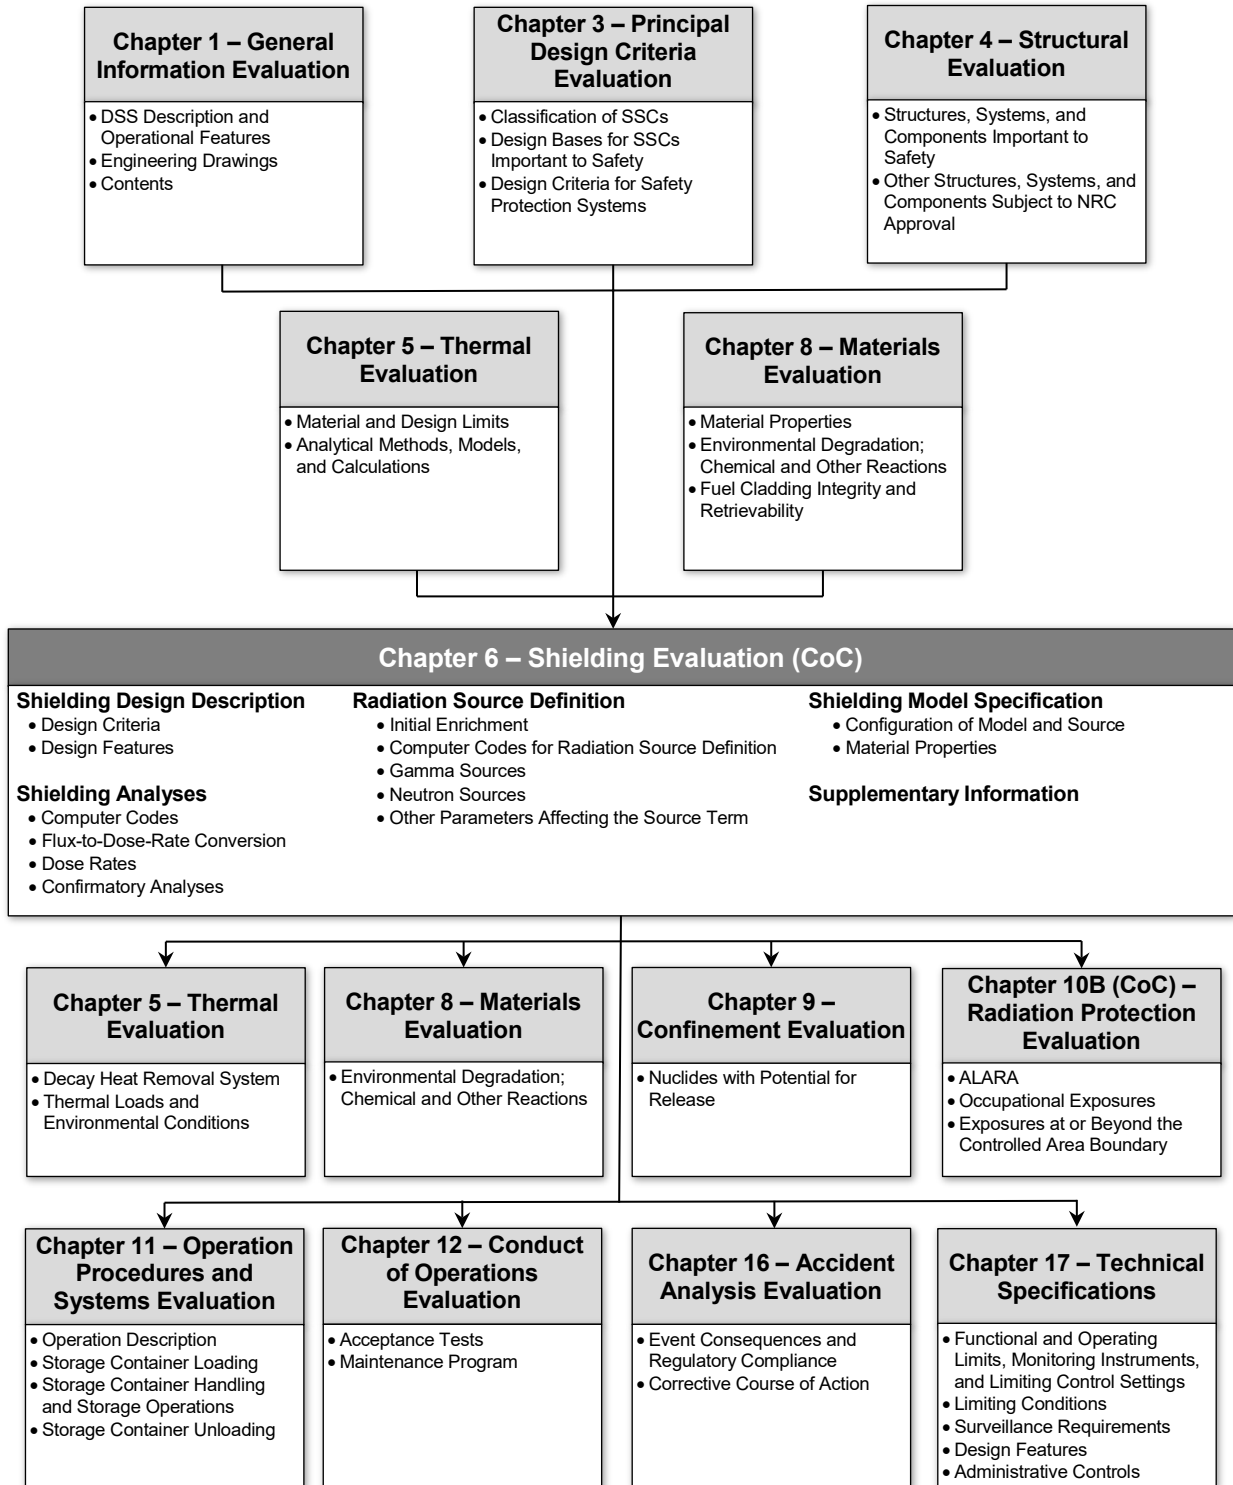 Chapter 1 – General
Information Evaluation
• DSS Description and
Operational Features
• Engineering Drawings
• Contents
Chapter 3 – Principal
Design Criteria
Evaluation
• Classification of SSCs
• Design Bases for SSCs
Important to Safety
• Design Criteria for Safety
Protection Systems
Chapter 4 – Structural
Evaluation
• Structures, Systems, and
Components Important to
Safety
• Other Structures, Systems, and
Components Subject to NRC
Approval
Chapter 5 – Thermal
Evaluation
• Material and Design Limits
• Analytical Methods, Models,
and Calculations
Chapter 8 – Materials
Evaluation
• Material Properties
• Environmental Degradation;
Chemical and Other Reactions
• Fuel Cladding Integrity and
Retrievability
Chapter 6 – Shielding Evaluation (CoC)
Shielding Design Description
• Design Criteria
• Design Features
Shielding Analyses
• Computer Codes
• Flux-to-Dose-Rate Conversion
• Dose Rates
• Confirmatory Analyses
Radiation Source Definition
• Initial Enrichment
• Computer Codes for Radiation Source Definition
• Gamma Sources
• Neutron Sources
• Other Parameters Affecting the Source Term
Shielding Model Specification
• Configuration of Model and Source
• Material Properties
Supplementary Information
Chapter 5 – Thermal
Evaluation
• Decay Heat Removal System
• Thermal Loads and
Environmental Conditions
Chapter 8 – Materials
Evaluation
• Environmental Degradation;
Chemical and Other Reactions
Chapter 9 –
Confinement Evaluation
• Nuclides with Potential for
Release
Chapter 10B (CoC) –
Radiation Protection
Evaluation
• ALARA
• Occupational Exposures
• Exposures at or Beyond the
Controlled Area Boundary
Chapter 11 – Operation
Procedures and
Systems Evaluation
• Operation Description
• Storage Container Loading
• Storage Container Handling
and Storage Operations
• Storage Container Unloading
Chapter 12 – Conduct
of Operations
Evaluation
• Acceptance Tests
• Maintenance Program
Chapter 16 – Accident
Analysis Evaluation
• Event Consequences and
Regulatory Compliance
• Corrective Course of Action
Chapter 17 – Technical
Specifications
• Functional and Operating
Limits, Monitoring Instruments,
and Limiting Control Settings
• Limiting Conditions
• Surveillance Requirements
• Design Features
• Administrative Controls